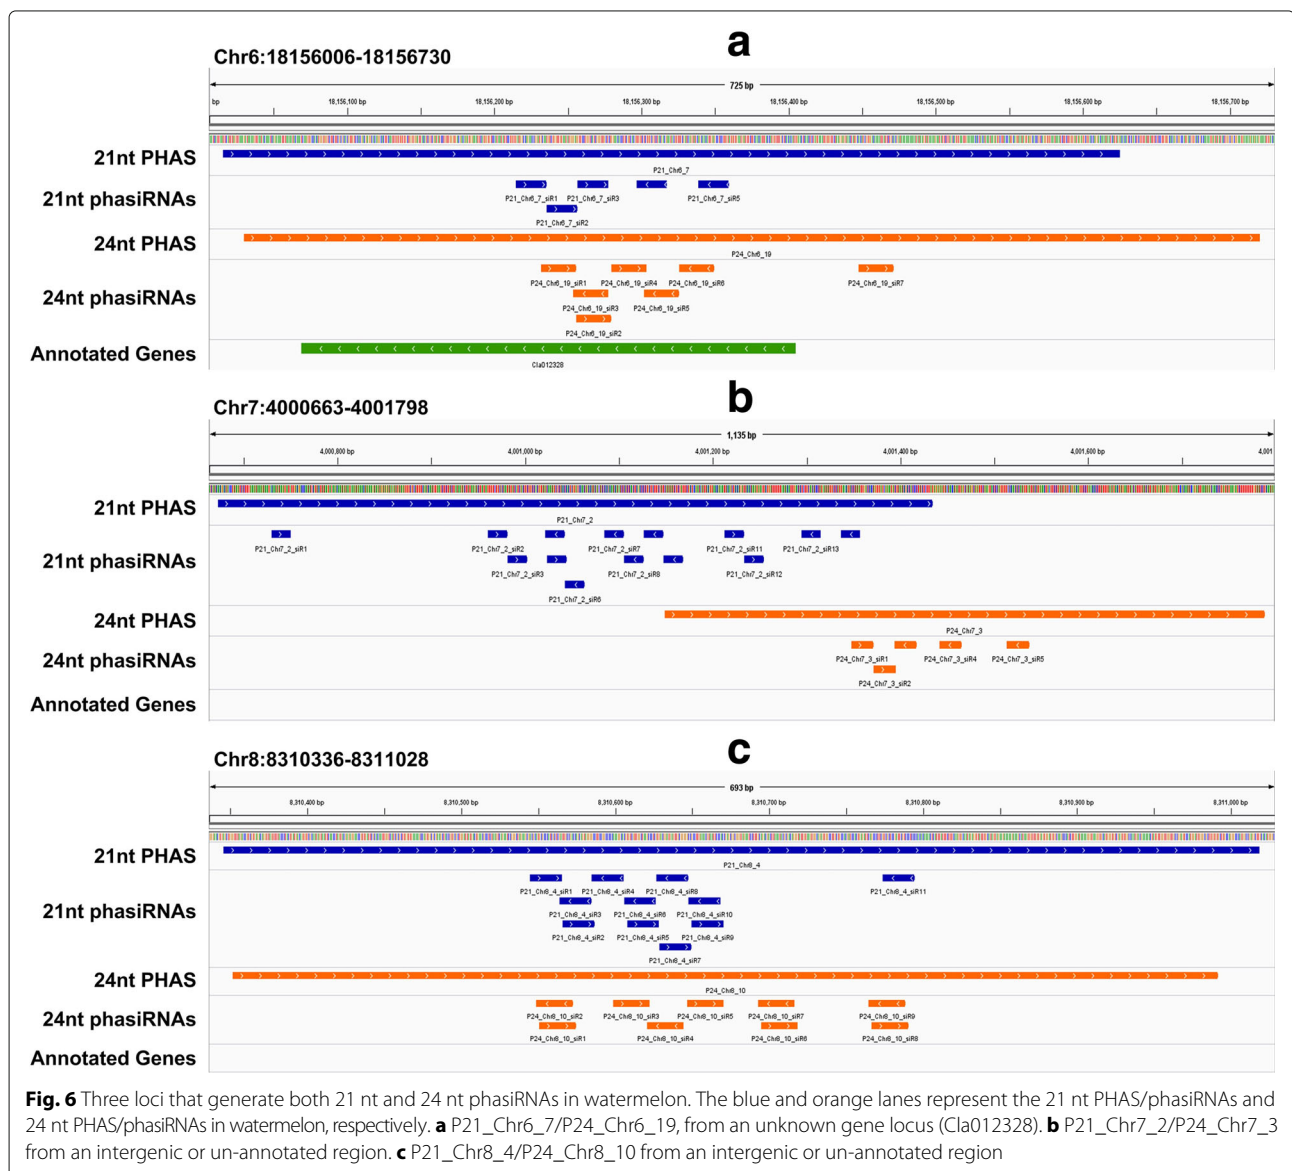 a
Chr6:18156006-18156730
725 bp
bp 18,156,100 bp 18,156,200 bp 18,156,300 bp 18,156,400 bp 18,156,500 bp 18,156,600 bp 18,156,700 bp
21nt PHAS
P21_Chr6_7
21nt phasiRNAs
P21_Chr6_7_siR1 P21_Chr6_7_siR3 P21_Chr6_7_siR5
P21_Chr6_7_siR2
24nt PHAS
P24_Chr6_19
24nt phasiRNAs
P24_Chr6_19_siR1 P24_Chr6_19_siR4 P24_Chr6_19_siR6 P24_Chr6_19_siR7
P24_Chr6_19_siR3 P24_Chr6_19_siR5
P24_Chr6_19_siR2
Annotated Genes
Cla012328
b
Chr7:4000663-4001798
1,135 bp
4,000,800 bp 4,001,000 bp 4,001,200 bp 4,001,400 bp 4,001,600 bp 4,001
21nt PHAS
P21_Chr7_2
21nt phasiRNAs
P21_Chr7_2_siR1 P21_Chr7_2_siR2 P21_Chr7_2_siR7 P21_Chr7_2_siR11 P21_Chr7_2_siR13
P21_Chr7_2_siR3 P21_Chr7_2_siR8 P21_Chr7_2_siR12
P21_Chr7_2_siR6
24nt PHAS
P24_Chr7_3
24nt phasiRNAs
P24_Chr7_3_siR1 P24_Chr7_3_siR4 P24_Chr7_3_siR5
P24_Chr7_3_siR2
Annotated Genes
c
Chr8:8310336-8311028
693 bp
8,310,400 bp 8,310,500 bp 8,310,600 bp 8,310,700 bp 8,310,800 bp 8,310,900 bp 8,311,000 bp
21nt PHAS
P21_Chr8_4
21nt phasiRNAs
P21_Chr8_4_siR1 P21_Chr8_4_siR4 P21_Chr8_4_siR8 P21_Chr8_4_siR11
P21_Chr8_4_siR3 P21_Chr8_4_siR6 P21_Chr8_4_siR10
P21_Chr8_4_siR2 P21_Chr8_4_siR5 P21_Chr8_4_siR9
P21_Chr8_4_siR7
24nt PHAS
P24_Chr8_10
24nt phasiRNAs
P24_Chr8_10_siR2 P24_Chr8_10_siR3 P24_Chr8_10_siR5 P24_Chr8_10_siR7 P24_Chr8_10_siR9
P24_Chr8_10_siR1 P24_Chr8_10_siR4 P24_Chr8_10_siR6 P24_Chr8_10_siR8
Annotated Genes
Fig. 6 Three loci that generate both 21 nt and 24 nt phasiRNAs in watermelon. The blue and orange lanes represent the 21 nt PHAS/phasiRNAs and
24 nt PHAS/phasiRNAs in watermelon, respectively. a P21_Chr6_7/P24_Chr6_19, from an unknown gene locus (Cla012328). b P21_Chr7_2/P24_Chr7_3
from an intergenic or un-annotated region. c P21_Chr8_4/P24_Chr8_10 from an intergenic or un-annotated region